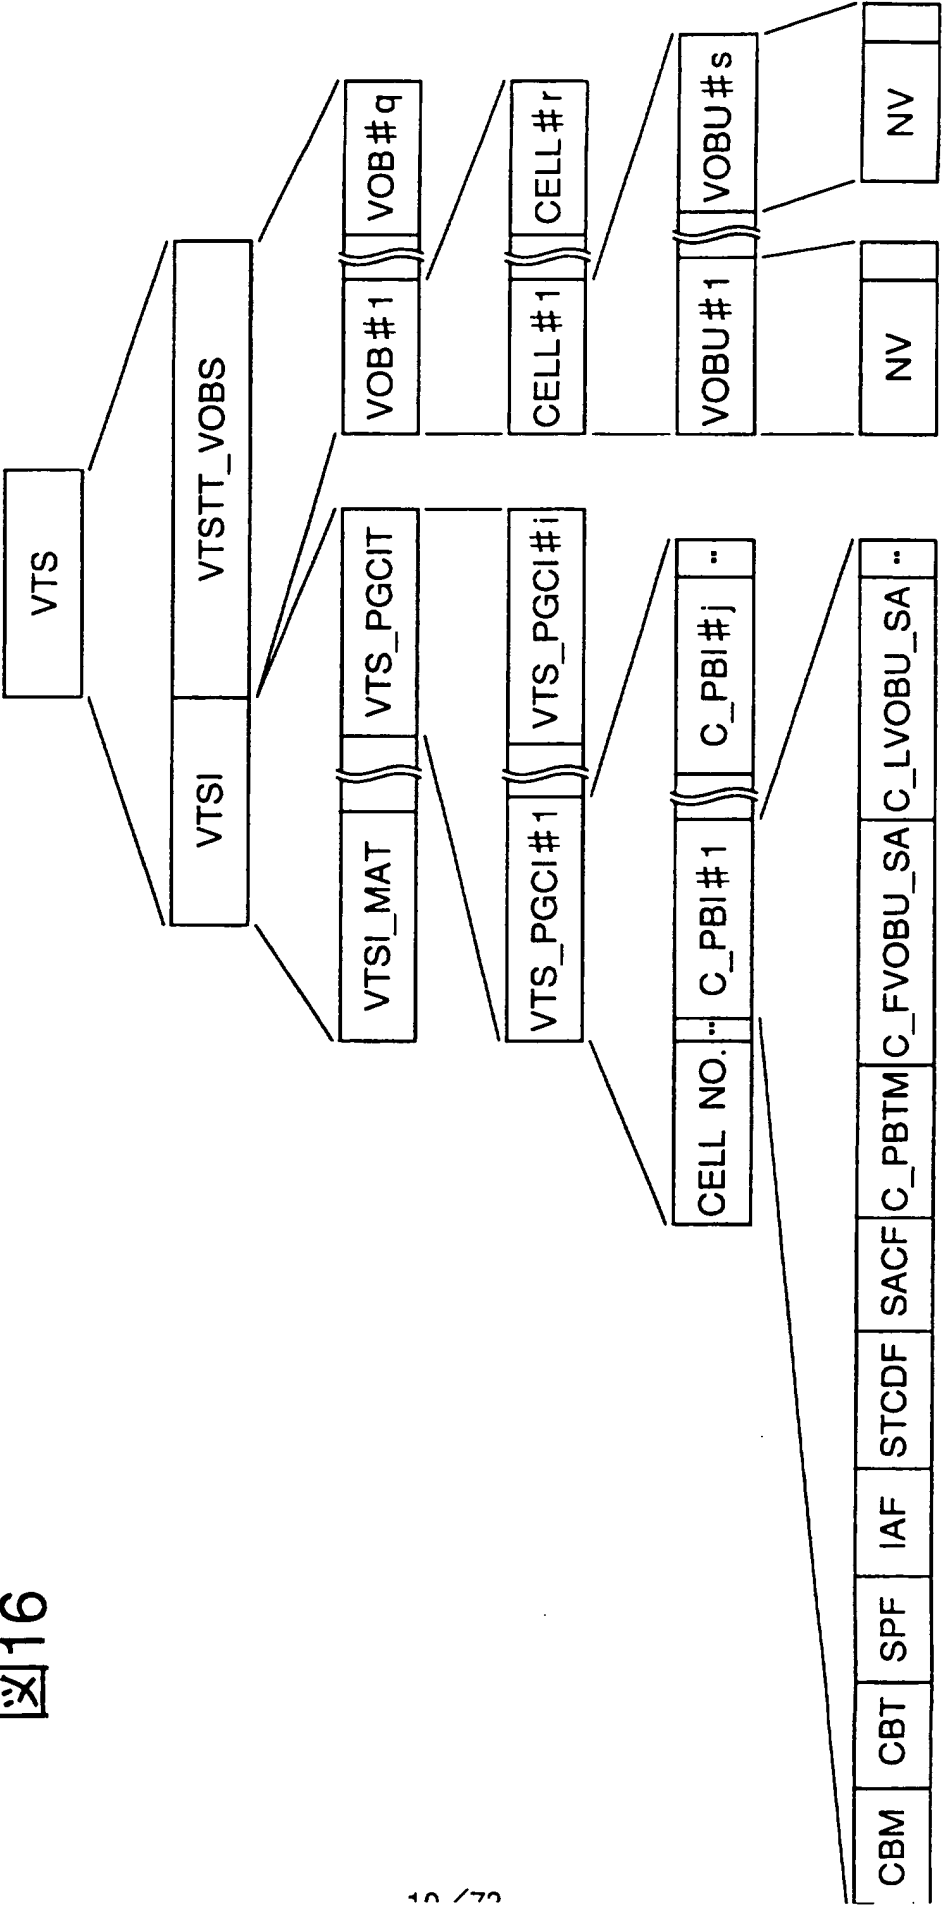 図16
VTS
VTSI VTSTT_VOBS
VTSI_MAT VTS_PGCIT VOB#1 VOB#q
VTS_PGCI#1 VTS_PGCI#i CELL#1 CELL#r
CELL NO. ‥ C_PBI#1 C_PBI#j ‥ VOBU#1 VOBU#s
CBM CBT SPF IAF STCDF SACF C_PBTM C_FVOBU_SA C_LVOBU_SA ‥ NV NV